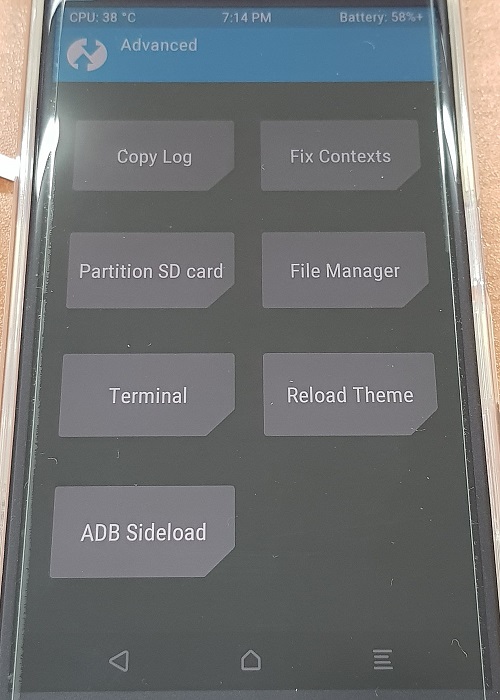 CPU: 38 °C 7:14 PM Battery: 58%+
Advanced
Copy Log Fix Contexts
Partition SD card File Manager
Terminal Reload Theme
ADB Sideload